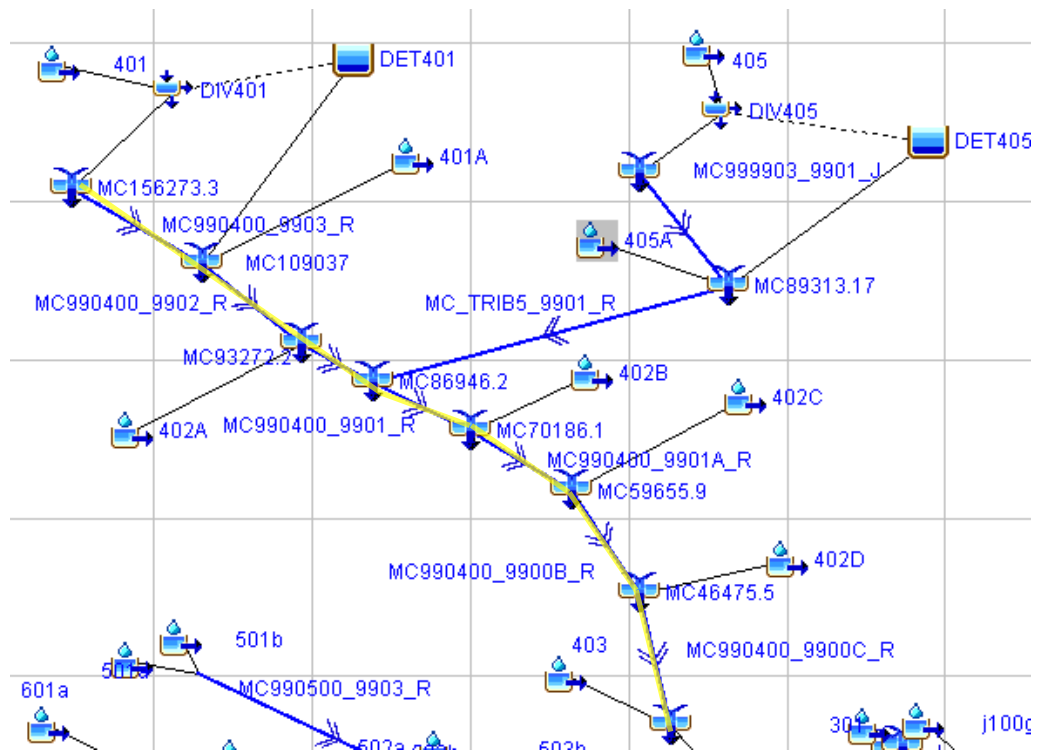 401
DET401
405
DIV401
DIV405
DET405
401A
MC999903_9901_J
MC156273.3
MC990400_9903_R
405A
MC109037
MC89313.17
MC990400_9902_R
MC_TRIB5_9901_R
MC93272.2
MC86946.2
402B
402C
402A
MC990400_9901_R
MC70186.1
MC990400_9901A_R
MC59655.9
402D
MC990400_9900B_R
MC46475.5
501b
403
MC990400_9900C_R
601a
MC990500_9903_R